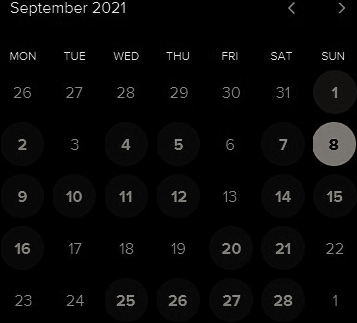 September 2021 < >
MON TUE WED THU FRI SAT SUN
26 27 28 29 30 31 1
2 3 4 5 6 7 8
9 10 11 12 13 14 15
16 17 18 19 20 21 22
23 24 25 26 27 28 1